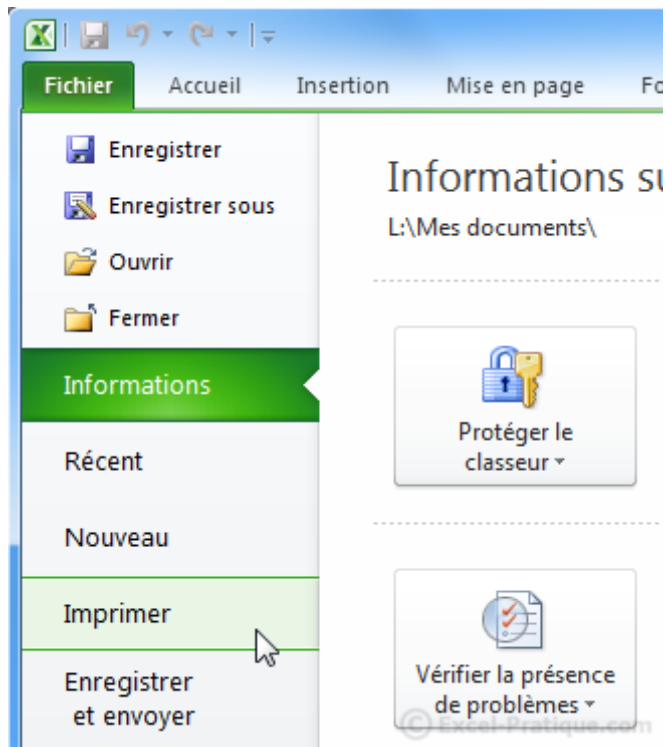 Fichier Accueil Insertion Mise en page
Enregistrer
Enregistrer sous
Ouvrir
Fermer
Informations
Récent
Nouveau
Imprimer
Enregistrer
et envoyer
Informations
L:\Mes documents\
Protéger le
classeur
Vérifier la présence
de problèmes
© Excel-Pratique.com